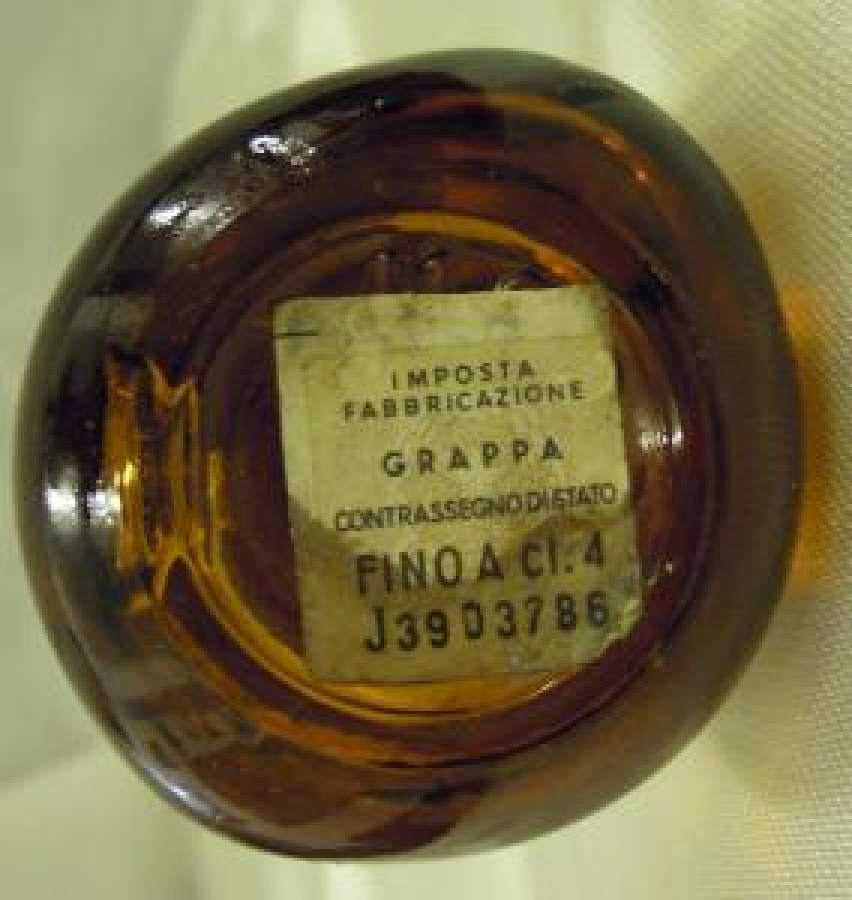 IMPOSTA
FABBRICAZIONE
GRAPPA
CONTRASSEGNO DI STATO
FINO A Cl. 4
J3903786